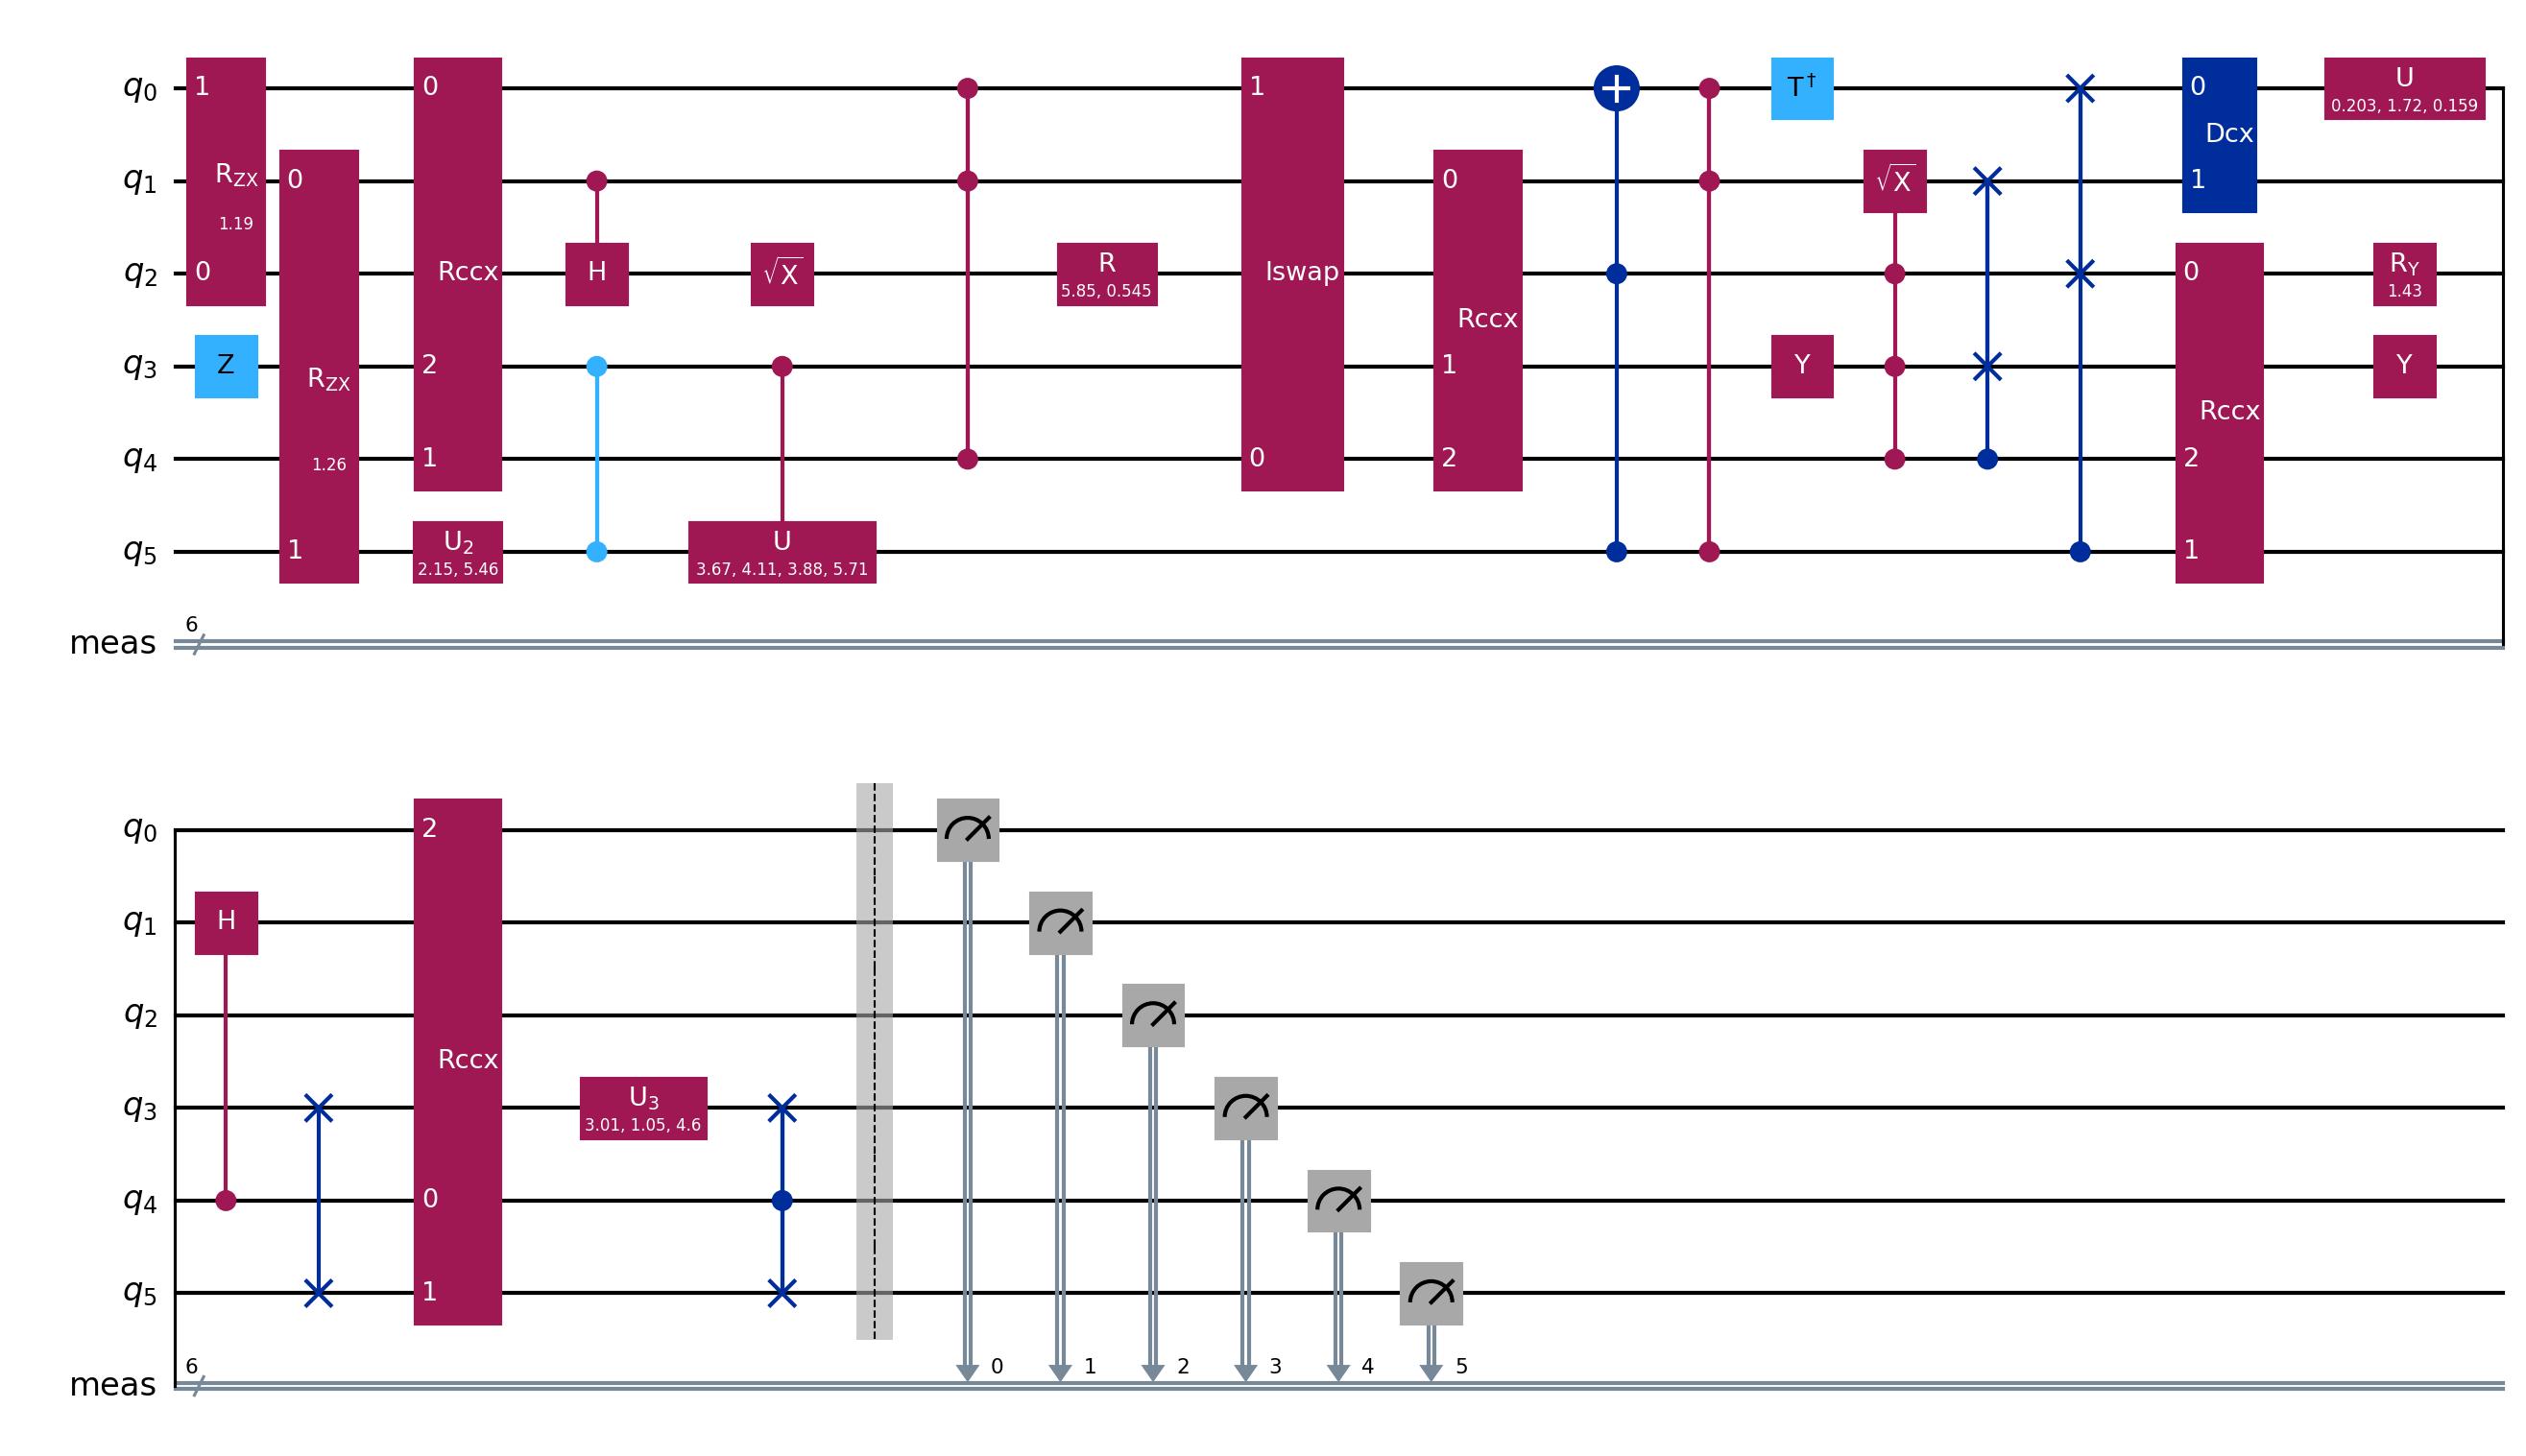 q0 1 0 1 T† 0 U
0.203, 1.72, 0.159
RZX Dcx
q1 0 0 √X 1
1.19
q2 0 Rccx H √X R Iswap 0 RY
5.85, 0.545 1.43
Rccx
q3 Z RZX 2 1 Y Y
Rccx
q4 1.26 1 0 2 2
q5 1 U2 U 1
2.15, 5.46 3.67, 4.11, 3.88, 5.71
6
meas
q0 2
q1 H
q2
Rccx
q3 U3
3.01, 1.05, 4.6
q4 0
q5 1
6 0 1 2 3 4 5
meas